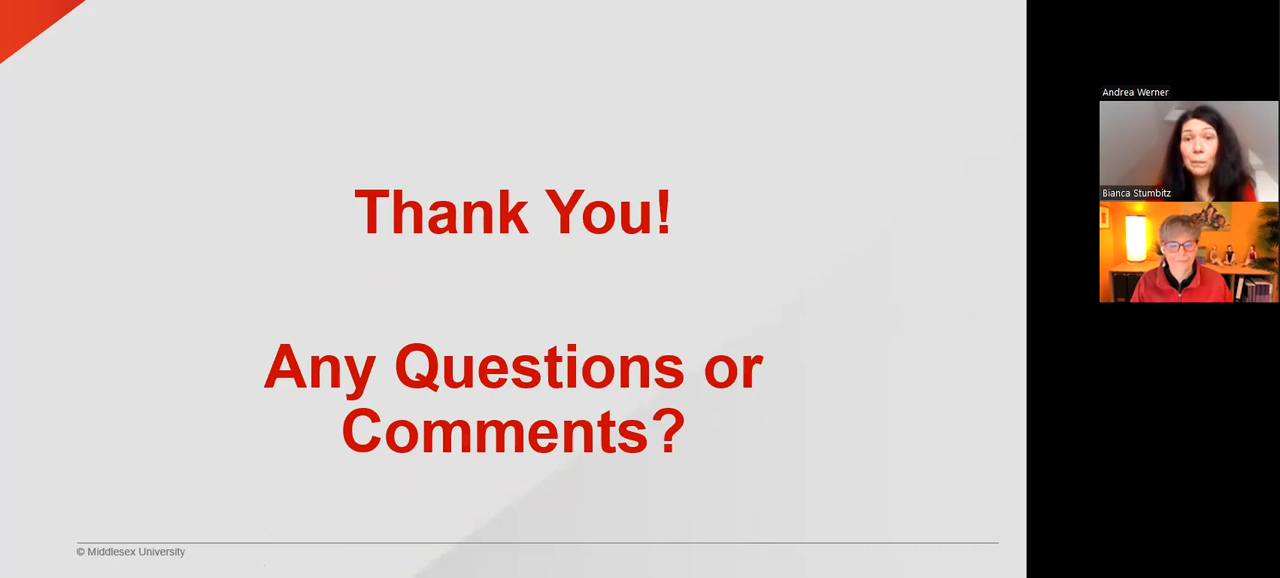 Thank You!
Any Questions or
Comments?
© Middlesex University
Andrea Werner
Bianca Stumbitz